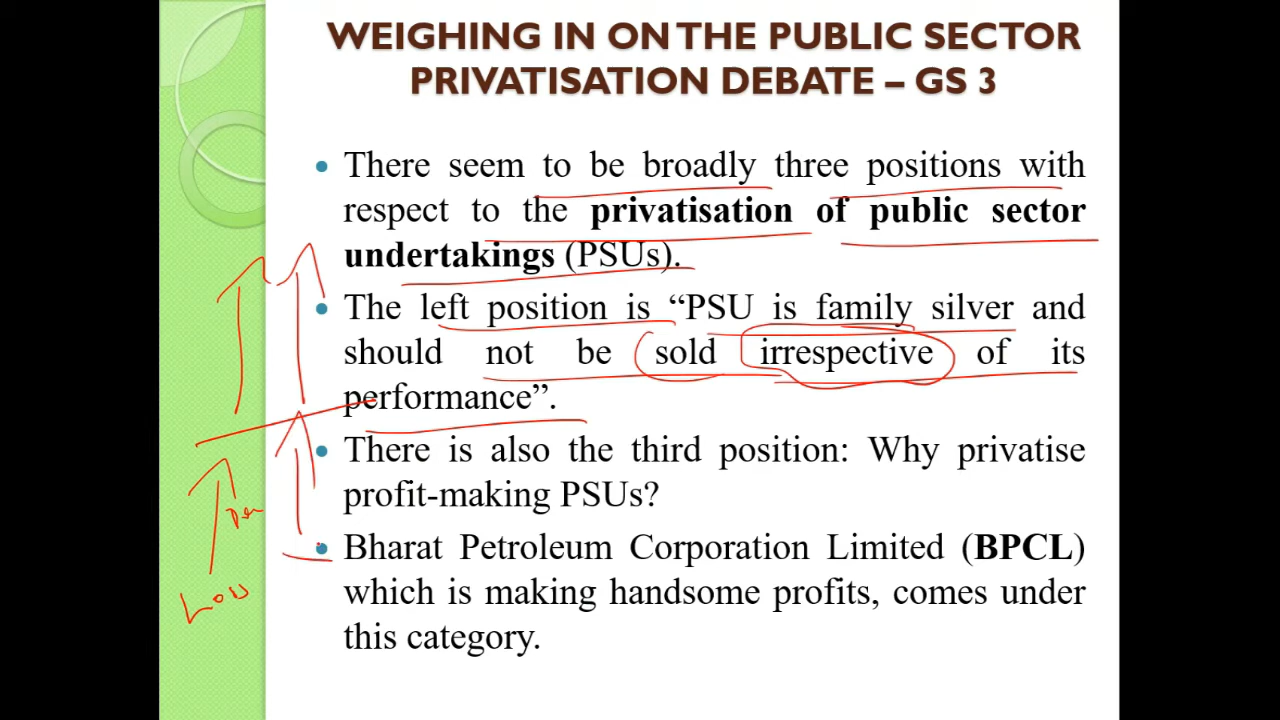 WEIGHING IN ON THE PUBLIC SECTOR
PRIVATISATION DEBATE – GS 3
• There seem to be broadly three positions with
respect to the privatisation of public sector
undertakings (PSUs).
• The left position is “PSU is family silver and
should not be sold irrespective of its
performance”.
• There is also the third position: Why privatise
profit-making PSUs?
• Bharat Petroleum Corporation Limited (BPCL)
which is making handsome profits, comes under
this category.
Loss